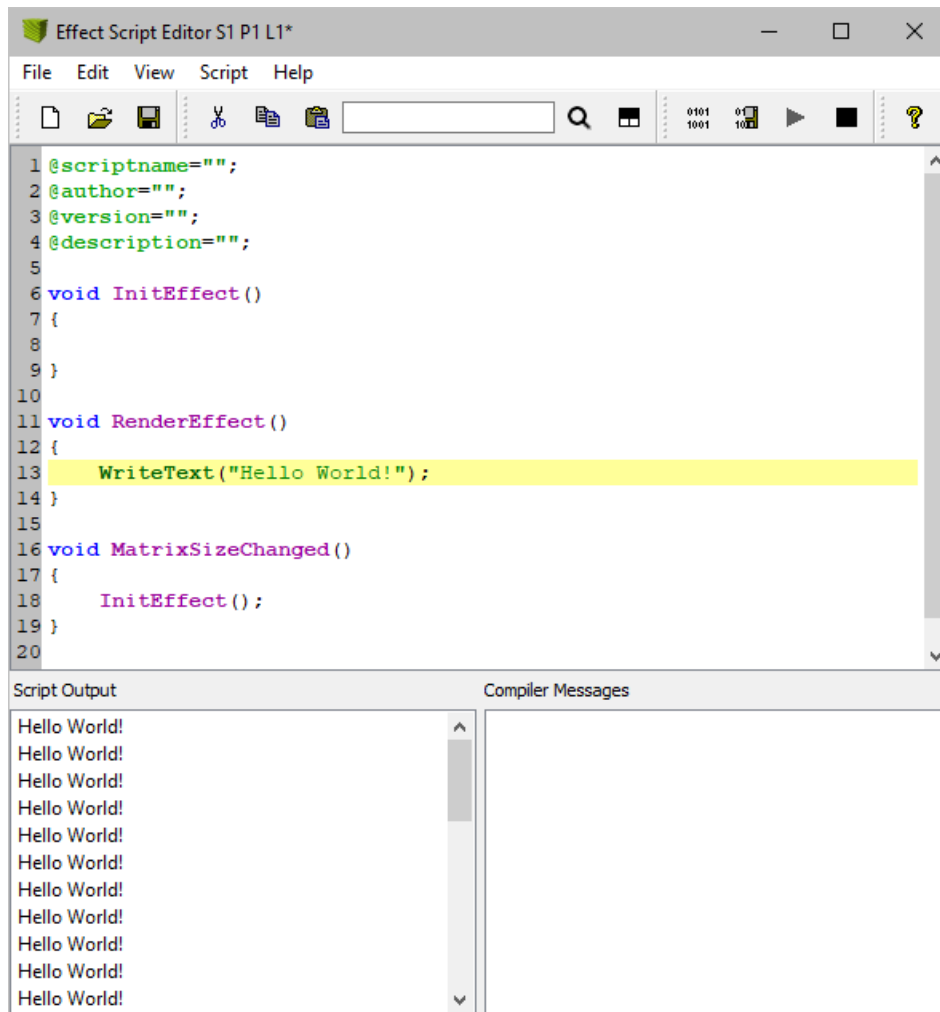 Effect Script Editor S1 P1 L1*
File Edit View Script Help
0101 1001
1 @scriptname="";
2 @author="";
3 @version="";
4 @description="";
5
6 void InitEffect()
7 {
8
9 }
10
11 void RenderEffect()
12 {
13     WriteText("Hello World!");
14 }
15
16 void MatrixSizeChanged()
17 {
18     InitEffect();
19 }
20
Script Output
Hello World!
Hello World!
Hello World!
Hello World!
Hello World!
Hello World!
Hello World!
Hello World!
Hello World!
Hello World!
Hello World!
Compiler Messages